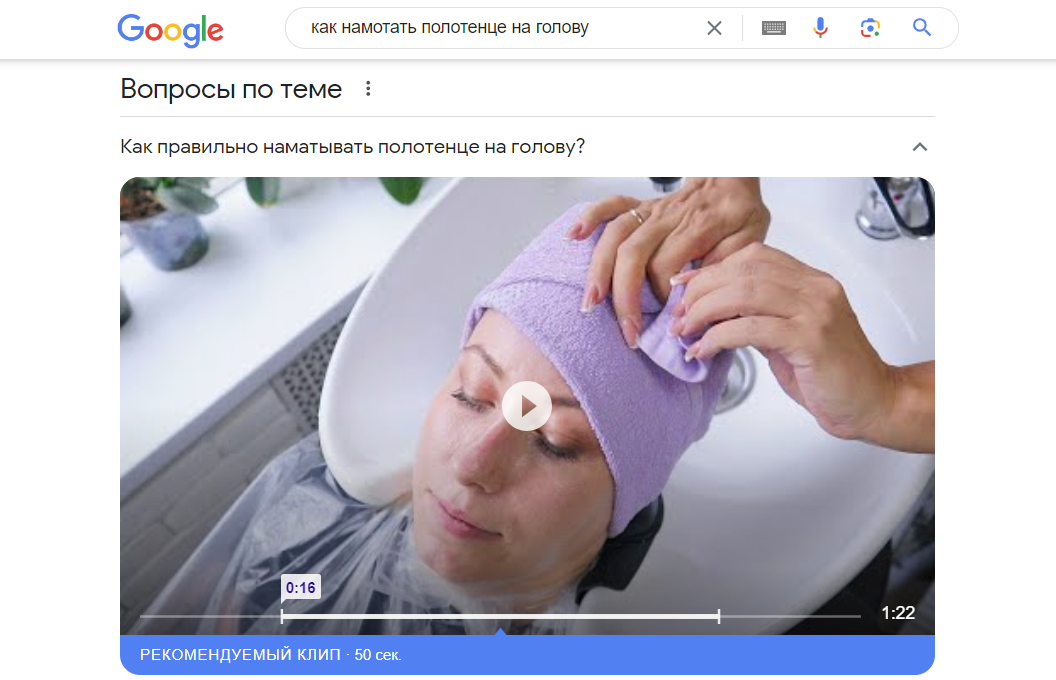 Google
как намотать полотенце на голову
Вопросы по теме
Как правильно наматывать полотенце на голову?
0:16
1:22
РЕКОМЕНДУЕМЫЙ КЛИП · 50 сек.